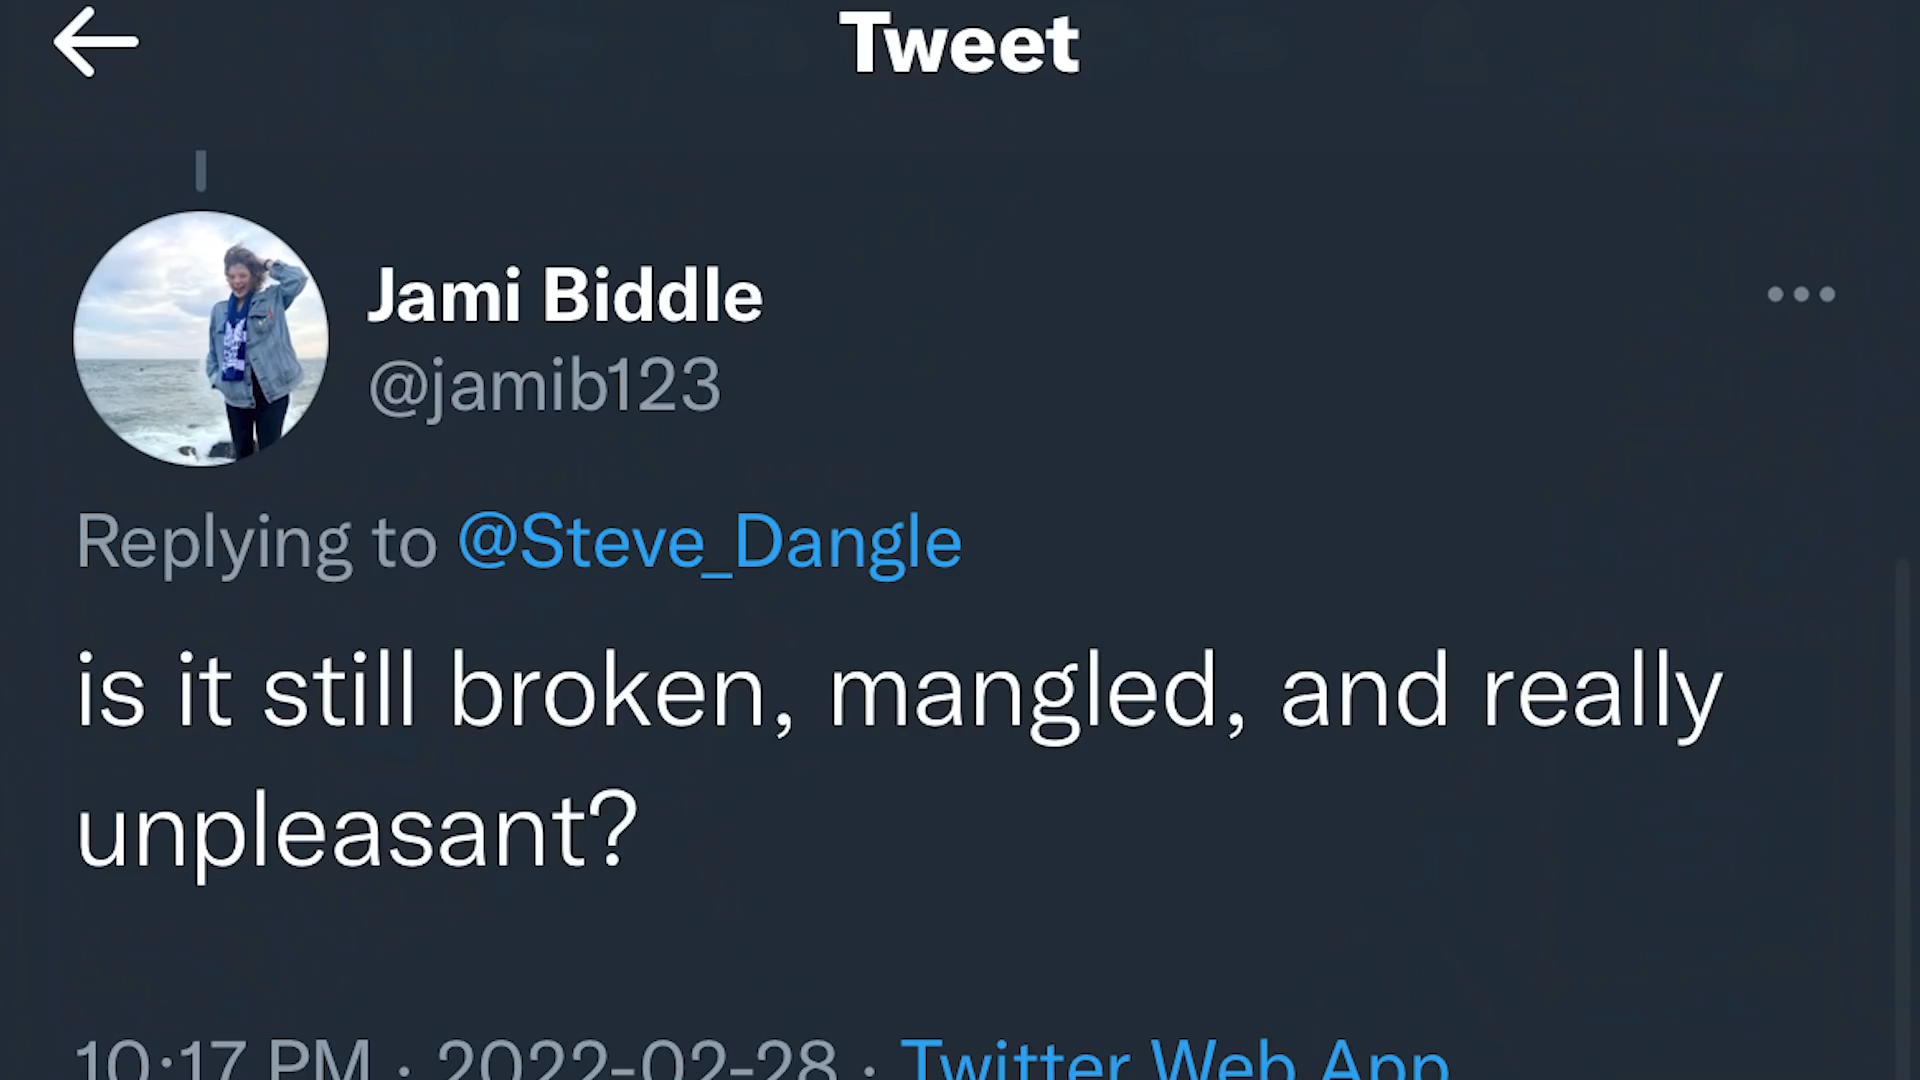 Tweet
Jami Biddle
@jamib123
Replying to @Steve_Dangle
is it still broken, mangled, and really
unpleasant?
10:17 PM · 2022-02-28 · Twitter Web App